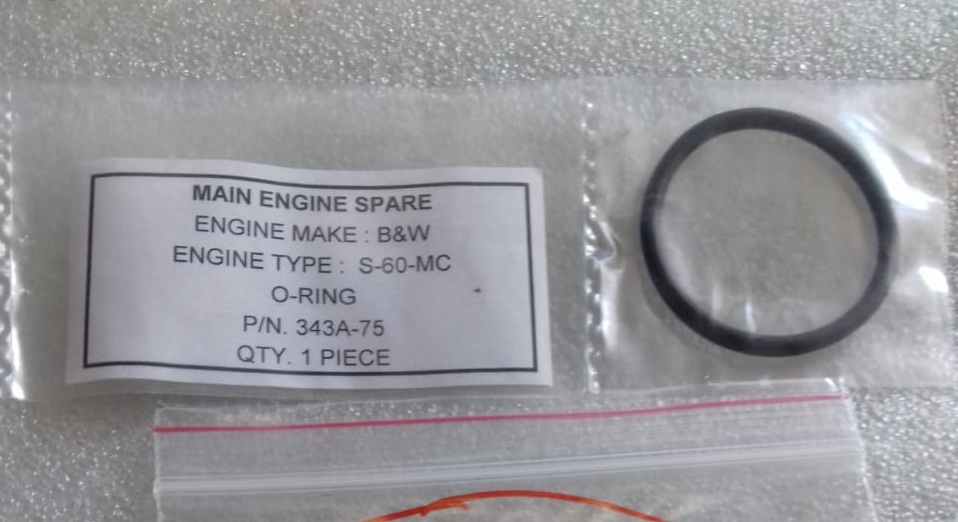 MAIN ENGINE SPARE
ENGINE MAKE : B&W
ENGINE TYPE : S-60-MC
O-RING
P/N. 343A-75
QTY. 1 PIECE